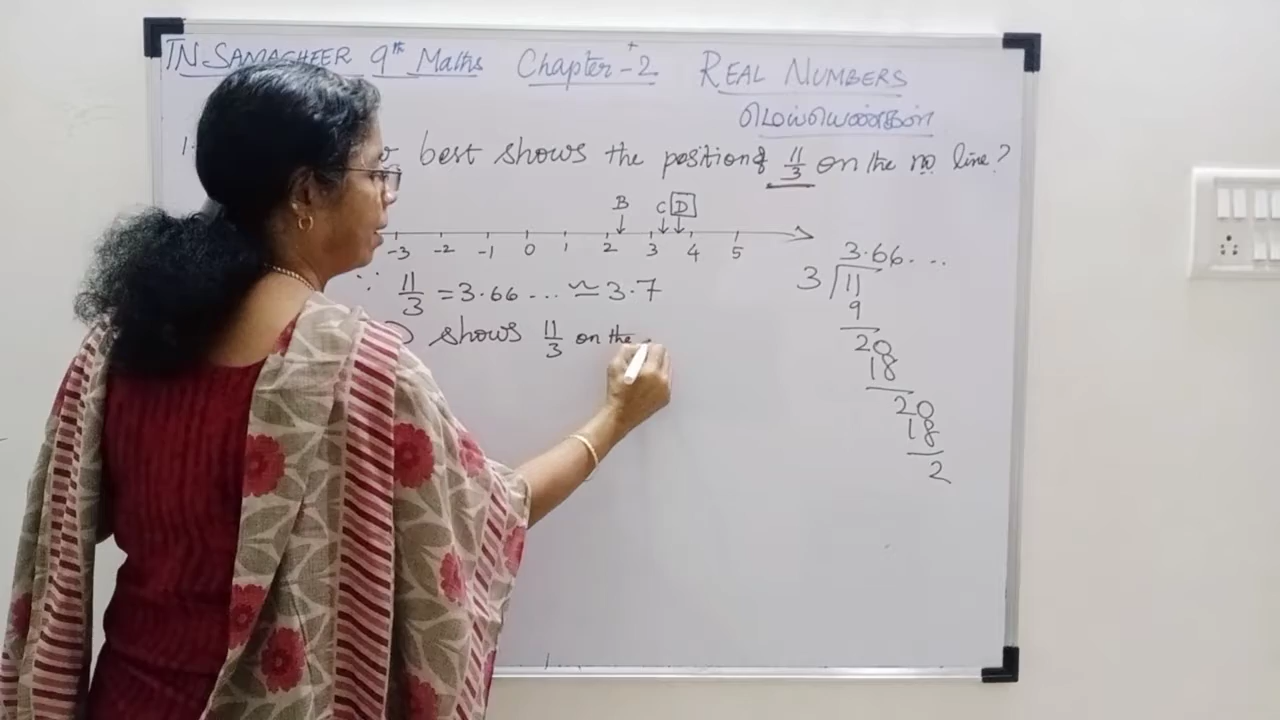 TN SAMACHEER 9th Maths Chapter-2 REAL NUMBERS
மெய்யெண்கள்
1. best shows the position of 11/3 on the no line?
B C D
-3 -2 -1 0 1 2 3 4 5
∵ 11/3 = 3.66... ≃ 3.7
D shows 11/3 on the
3.66...
3 11
9
20
18
20
18
2